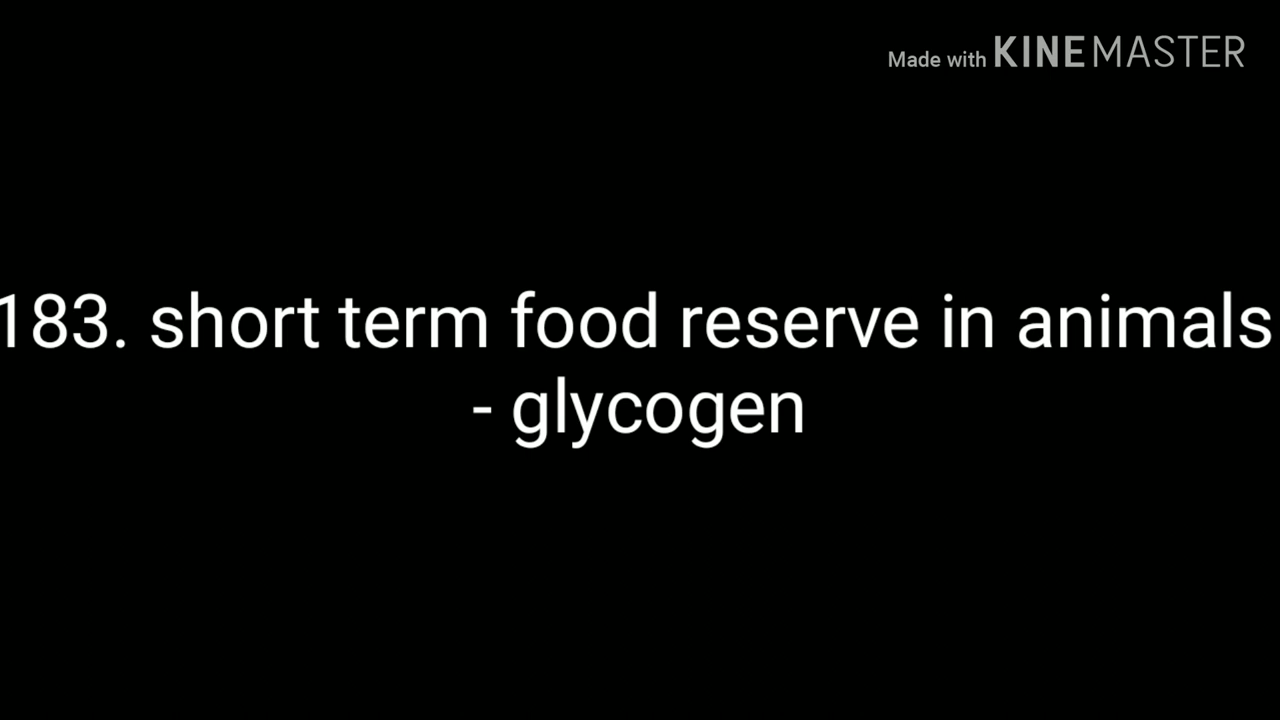 Made with KINEMASTER
183. short term food reserve in animals
- glycogen